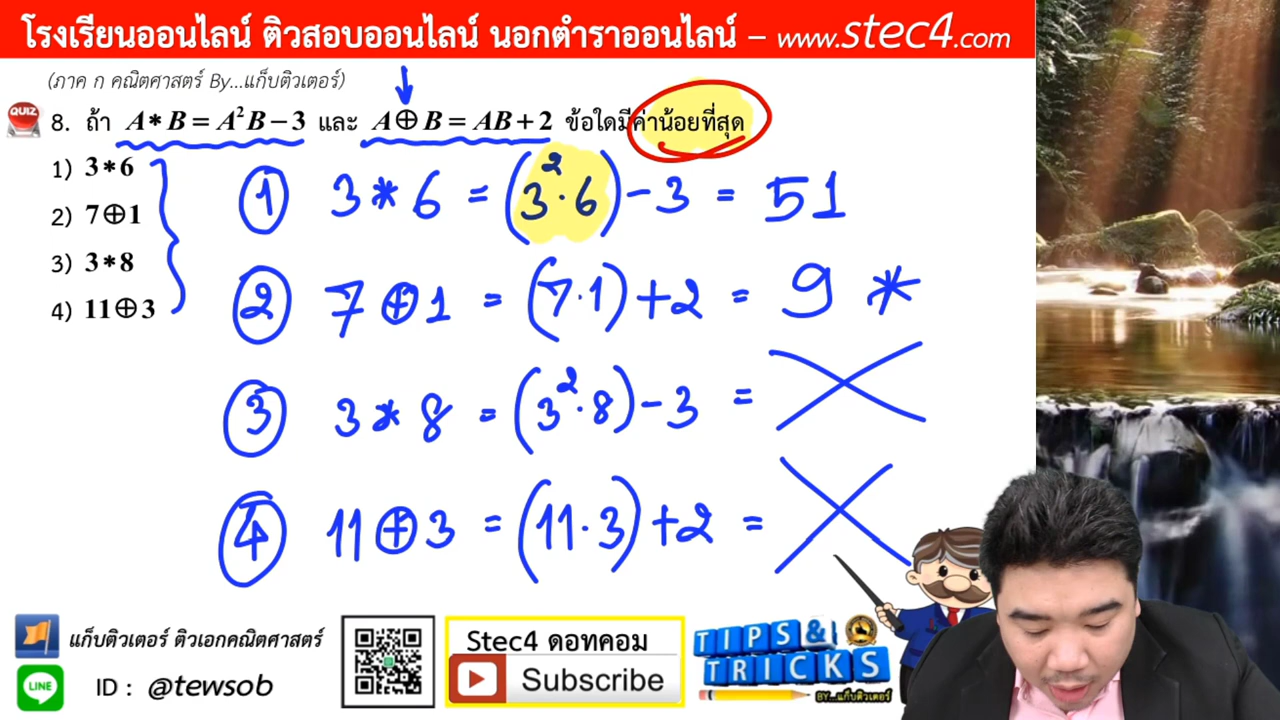 โรงเรียนออนไลน์ ติวสอบออนไลน์ นอกตำราออนไลน์ – www.stec4.com
(ภาค ก คณิตศาสตร์ By...แก็บติวเตอร์)
QUIZ 8. ถ้า A * B = A²B – 3 และ A ⊕ B = AB + 2 ข้อใดมีค่าน้อยที่สุด
1) 3 * 6
2) 7 ⊕ 1
3) 3 * 8
4) 11 ⊕ 3
① 3 * 6 = (3² · 6) – 3 = 51
② 7 ⊕ 1 = (7 · 1) + 2 = 9 *
③ 3 * 8 = (3² · 8) – 3 =
④ 11 ⊕ 3 = (11 · 3) + 2 =
แก็บติวเตอร์ ติวเอกคณิตศาสตร์
LINE ID : @tewsob
Stec4 ดอทคอม
Subscribe
TIPS &
TRICKS
BY...แก็บติวเตอร์